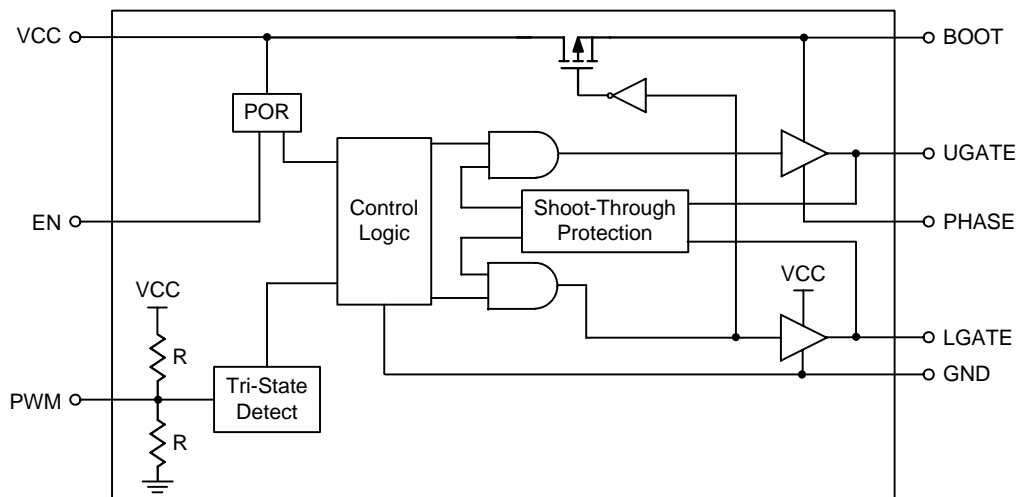 VCC
BOOT
POR
UGATE
Control
Logic
Shoot-Through
Protection
EN
PHASE
VCC
VCC
R
LGATE
Tri-State
Detect
GND
PWM
R